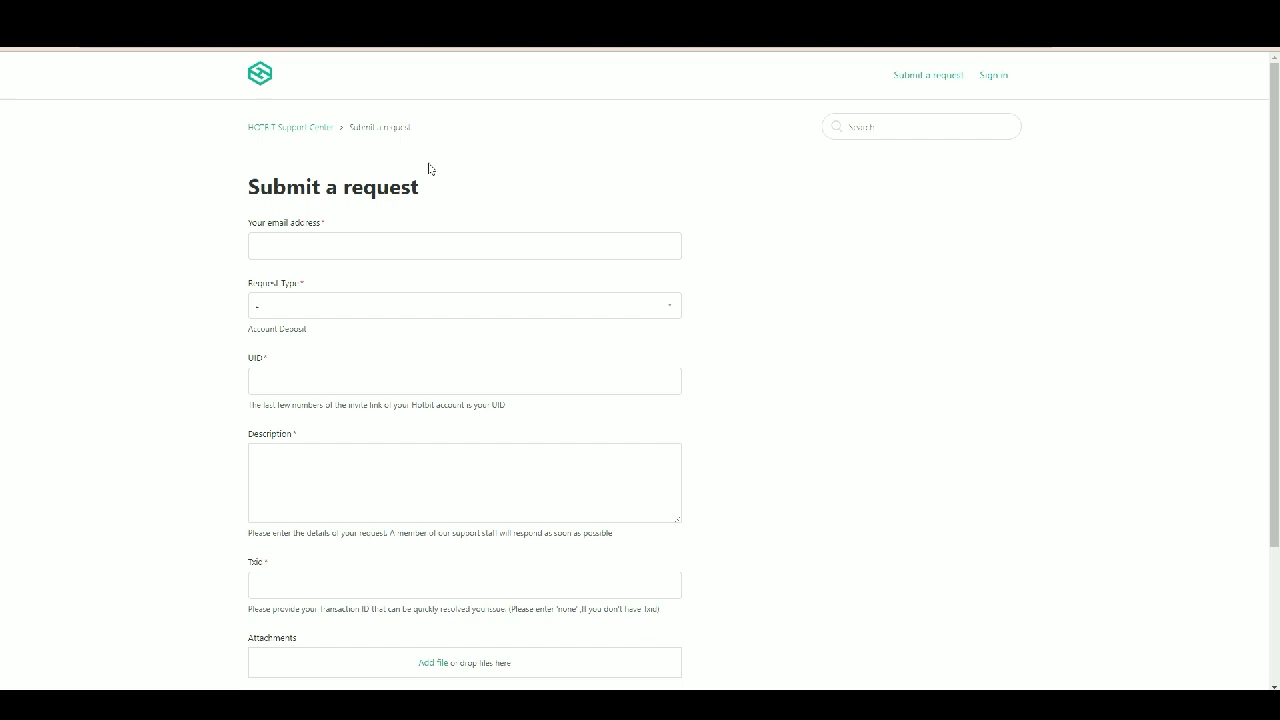 Submit a request Sign in
HOTBIT Support Center > Submit a request
Search
Submit a request
Your email address*
Request Type*
-
Account Deposit
UID*
The last few numbers of the invite link of your Hotbit account is your UID
Description*
Please enter the details of your request. A member of our support staff will respond as soon as possible
Txid*
Please provide your Transaction ID that can be quickly resolved you issue. (Please enter 'none' ,If you don't have Txid)
Attachments
Add file or drop files here